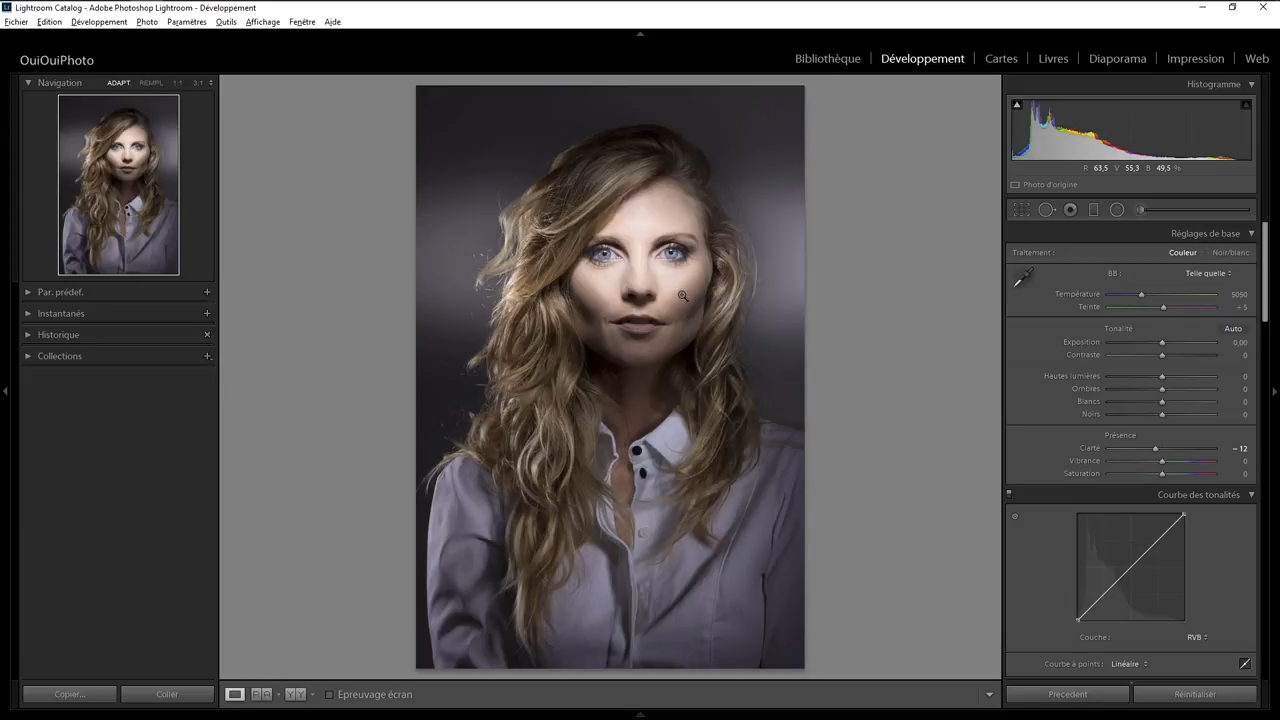 Lightroom Catalog - Adobe Photoshop Lightroom - Développement
Fichier Edition Développement Photo Paramètres Outils Affichage Fenêtre Aide
OuiOuiPhoto
Bibliothèque | Développement | Cartes | Livres | Diaporama | Impression | Web
Navigation ADAPT. REMPL. 1:1 3:1
Histogramme
R 63,5 V 55,3 B 49,5 %
Photo d'origine
Réglages de base
Traitement : Couleur Noir/blanc
BB : Telle quelle
Température 5050
Teinte + 5
Tonalité Auto
Exposition 0,00
Contraste 0
Hautes lumières 0
Ombres 0
Blancs 0
Noirs 0
Présence
Clarté – 12
Vibrance 0
Saturation 0
Courbe des tonalités
Couche : RVB
Courbe à points : Linéaire
Par. prédef.
Instantanés
Historique
Collections
Copier... Coller
Epreuvage écran
Précédent Réinitialiser